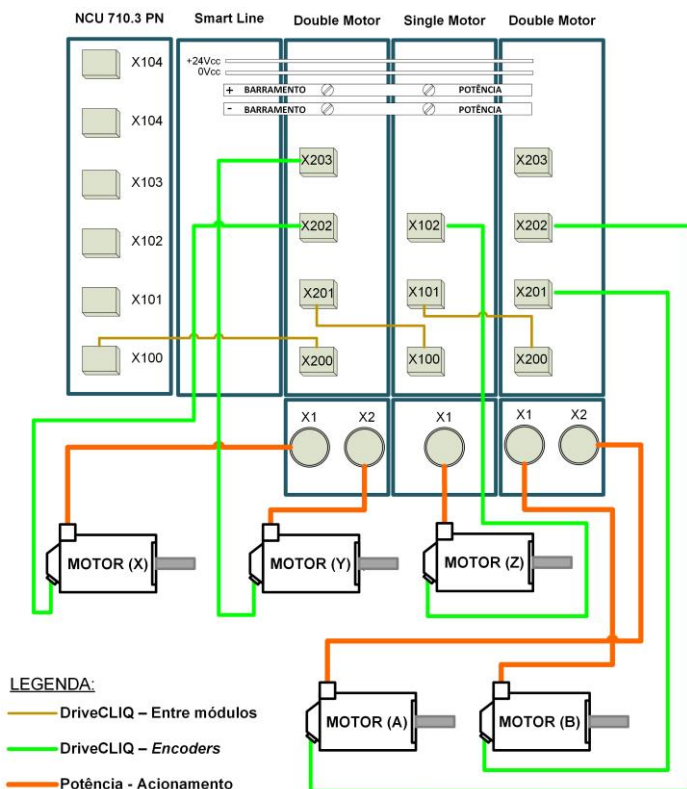 NCU 710.3 PN Smart Line Double Motor Single Motor Double Motor
X104
+24Vcc
0Vcc
+ BARRAMENTO POTÊNCIA
- BARRAMENTO POTÊNCIA
X104
X103 X203 X203
X102 X202 X102 X202
X101 X201 X101 X201
X100 X200 X100 X200
X1 X2 X1 X1 X2
MOTOR (X) MOTOR (Y) MOTOR (Z)
LEGENDA:
MOTOR (A) MOTOR (B)
DriveCLIQ – Entre módulos
DriveCLIQ – Encoders
Potência - Acionamento